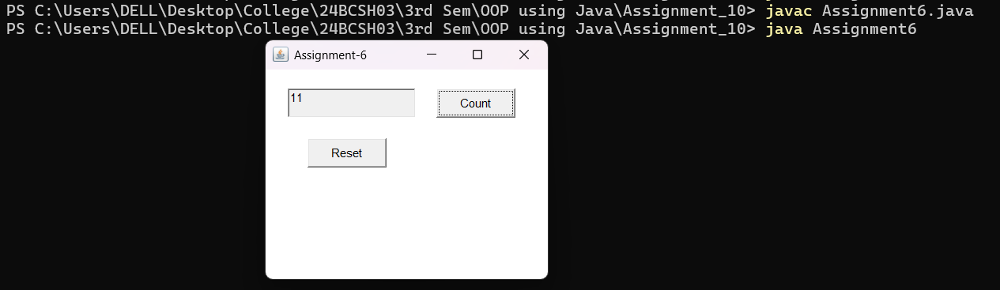 PS C:\Users\DELL\Desktop\College\24BCSH03\3rd Sem\OOP using Java\Assignment_10> javac Assignment6.java
PS C:\Users\DELL\Desktop\College\24BCSH03\3rd Sem\OOP using Java\Assignment_10> java Assignment6
Assignment-6
11 Count
Reset